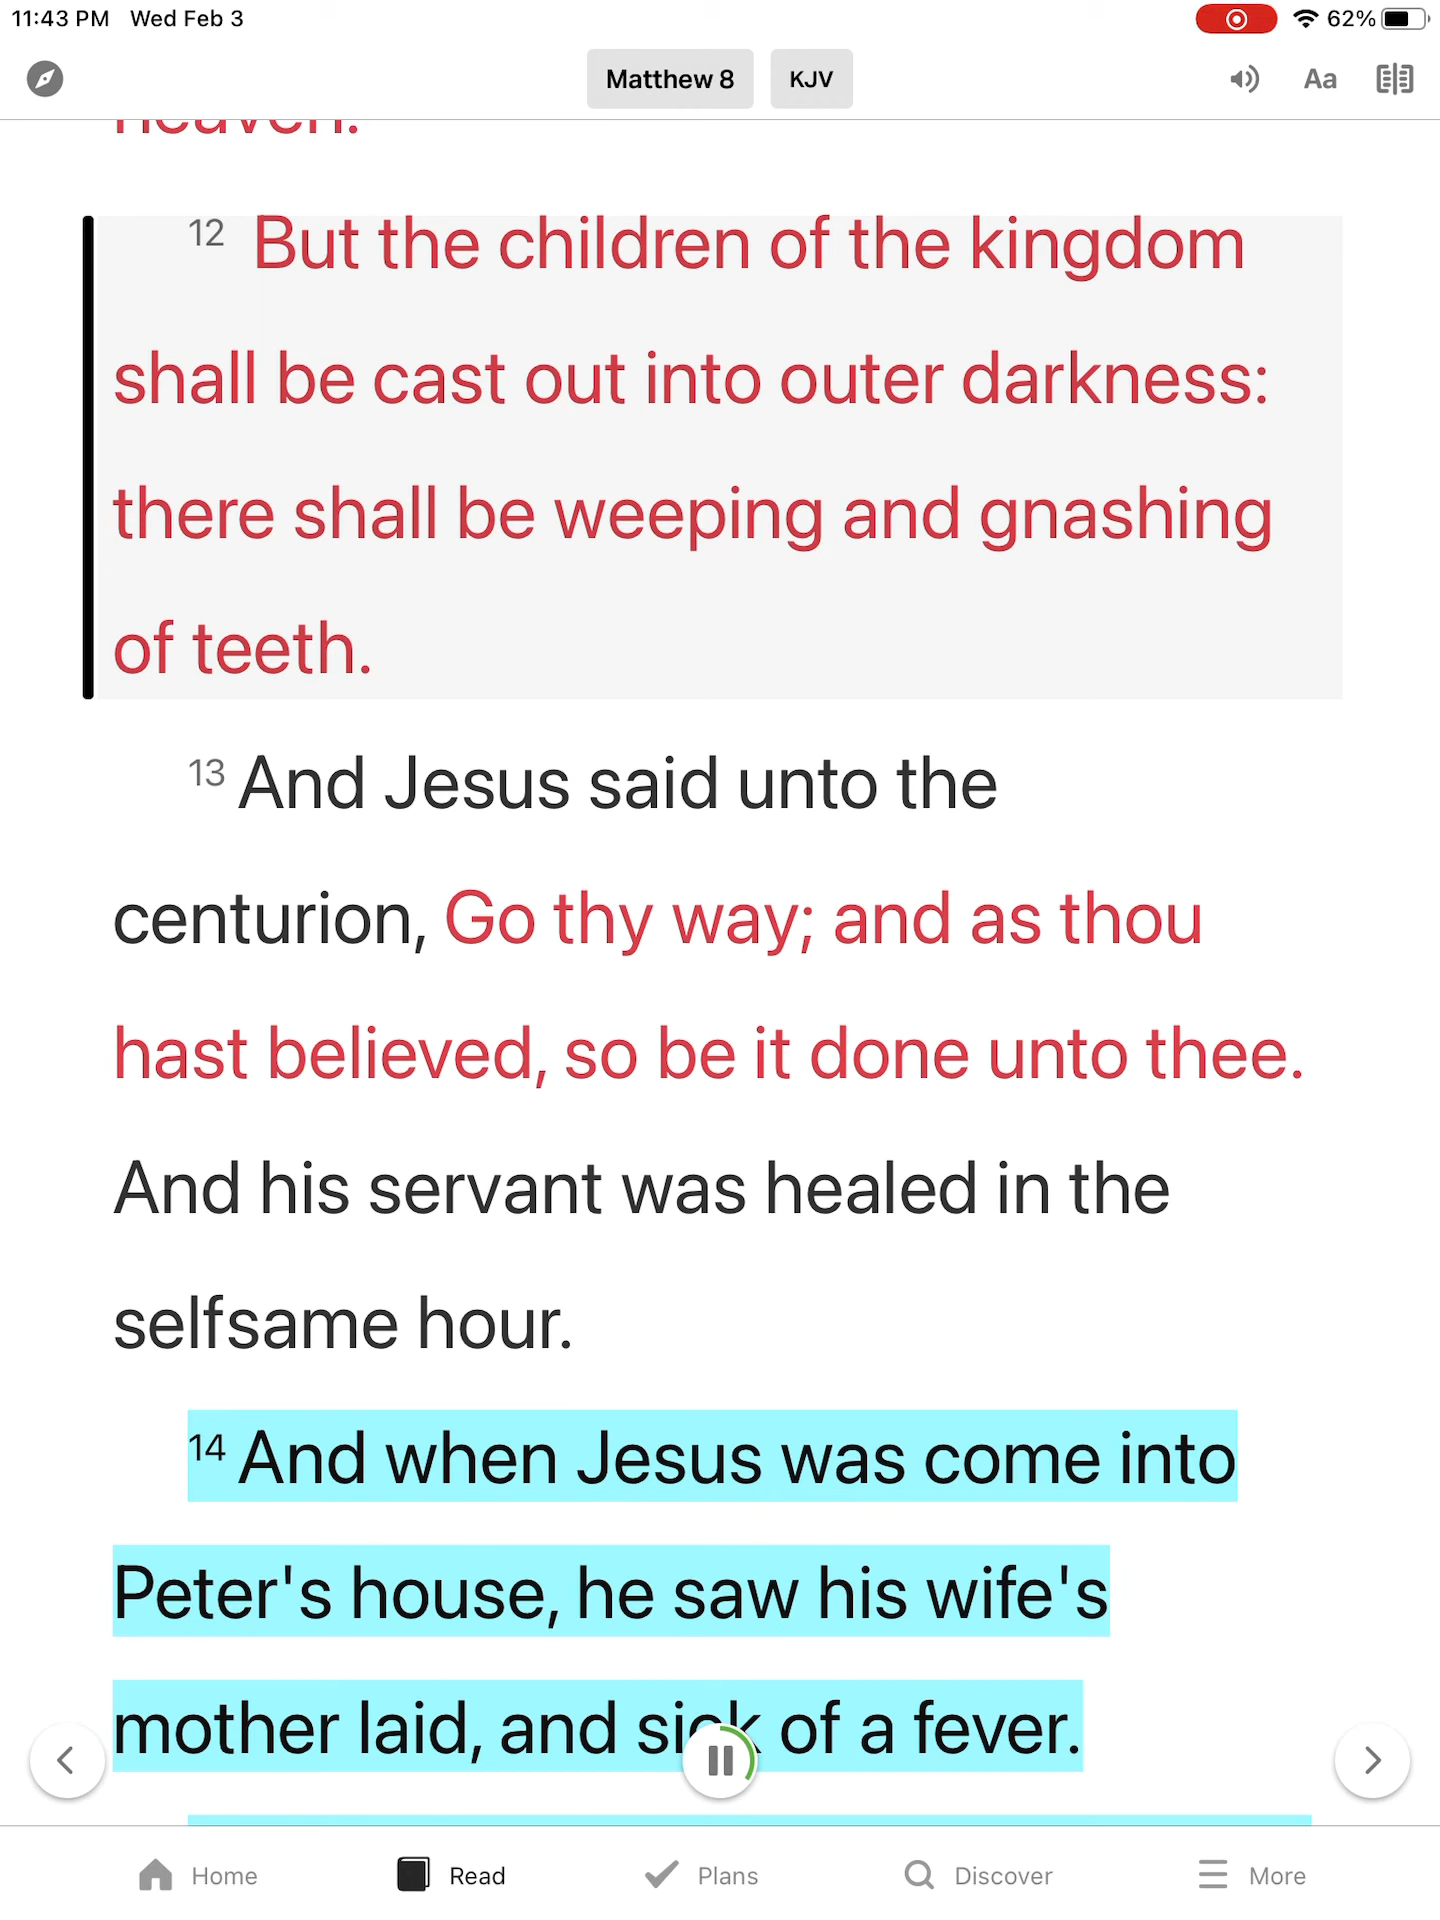 11:43 PM Wed Feb 3 62%
Matthew 8 KJV Aa
heaven.
12 But the children of the kingdom
shall be cast out into outer darkness:
there shall be weeping and gnashing
of teeth.
13 And Jesus said unto the
centurion, Go thy way; and as thou
hast believed, so be it done unto thee.
And his servant was healed in the
selfsame hour.
14 And when Jesus was come into
Peter's house, he saw his wife's
mother laid, and sick of a fever.
Home Read Plans Discover More